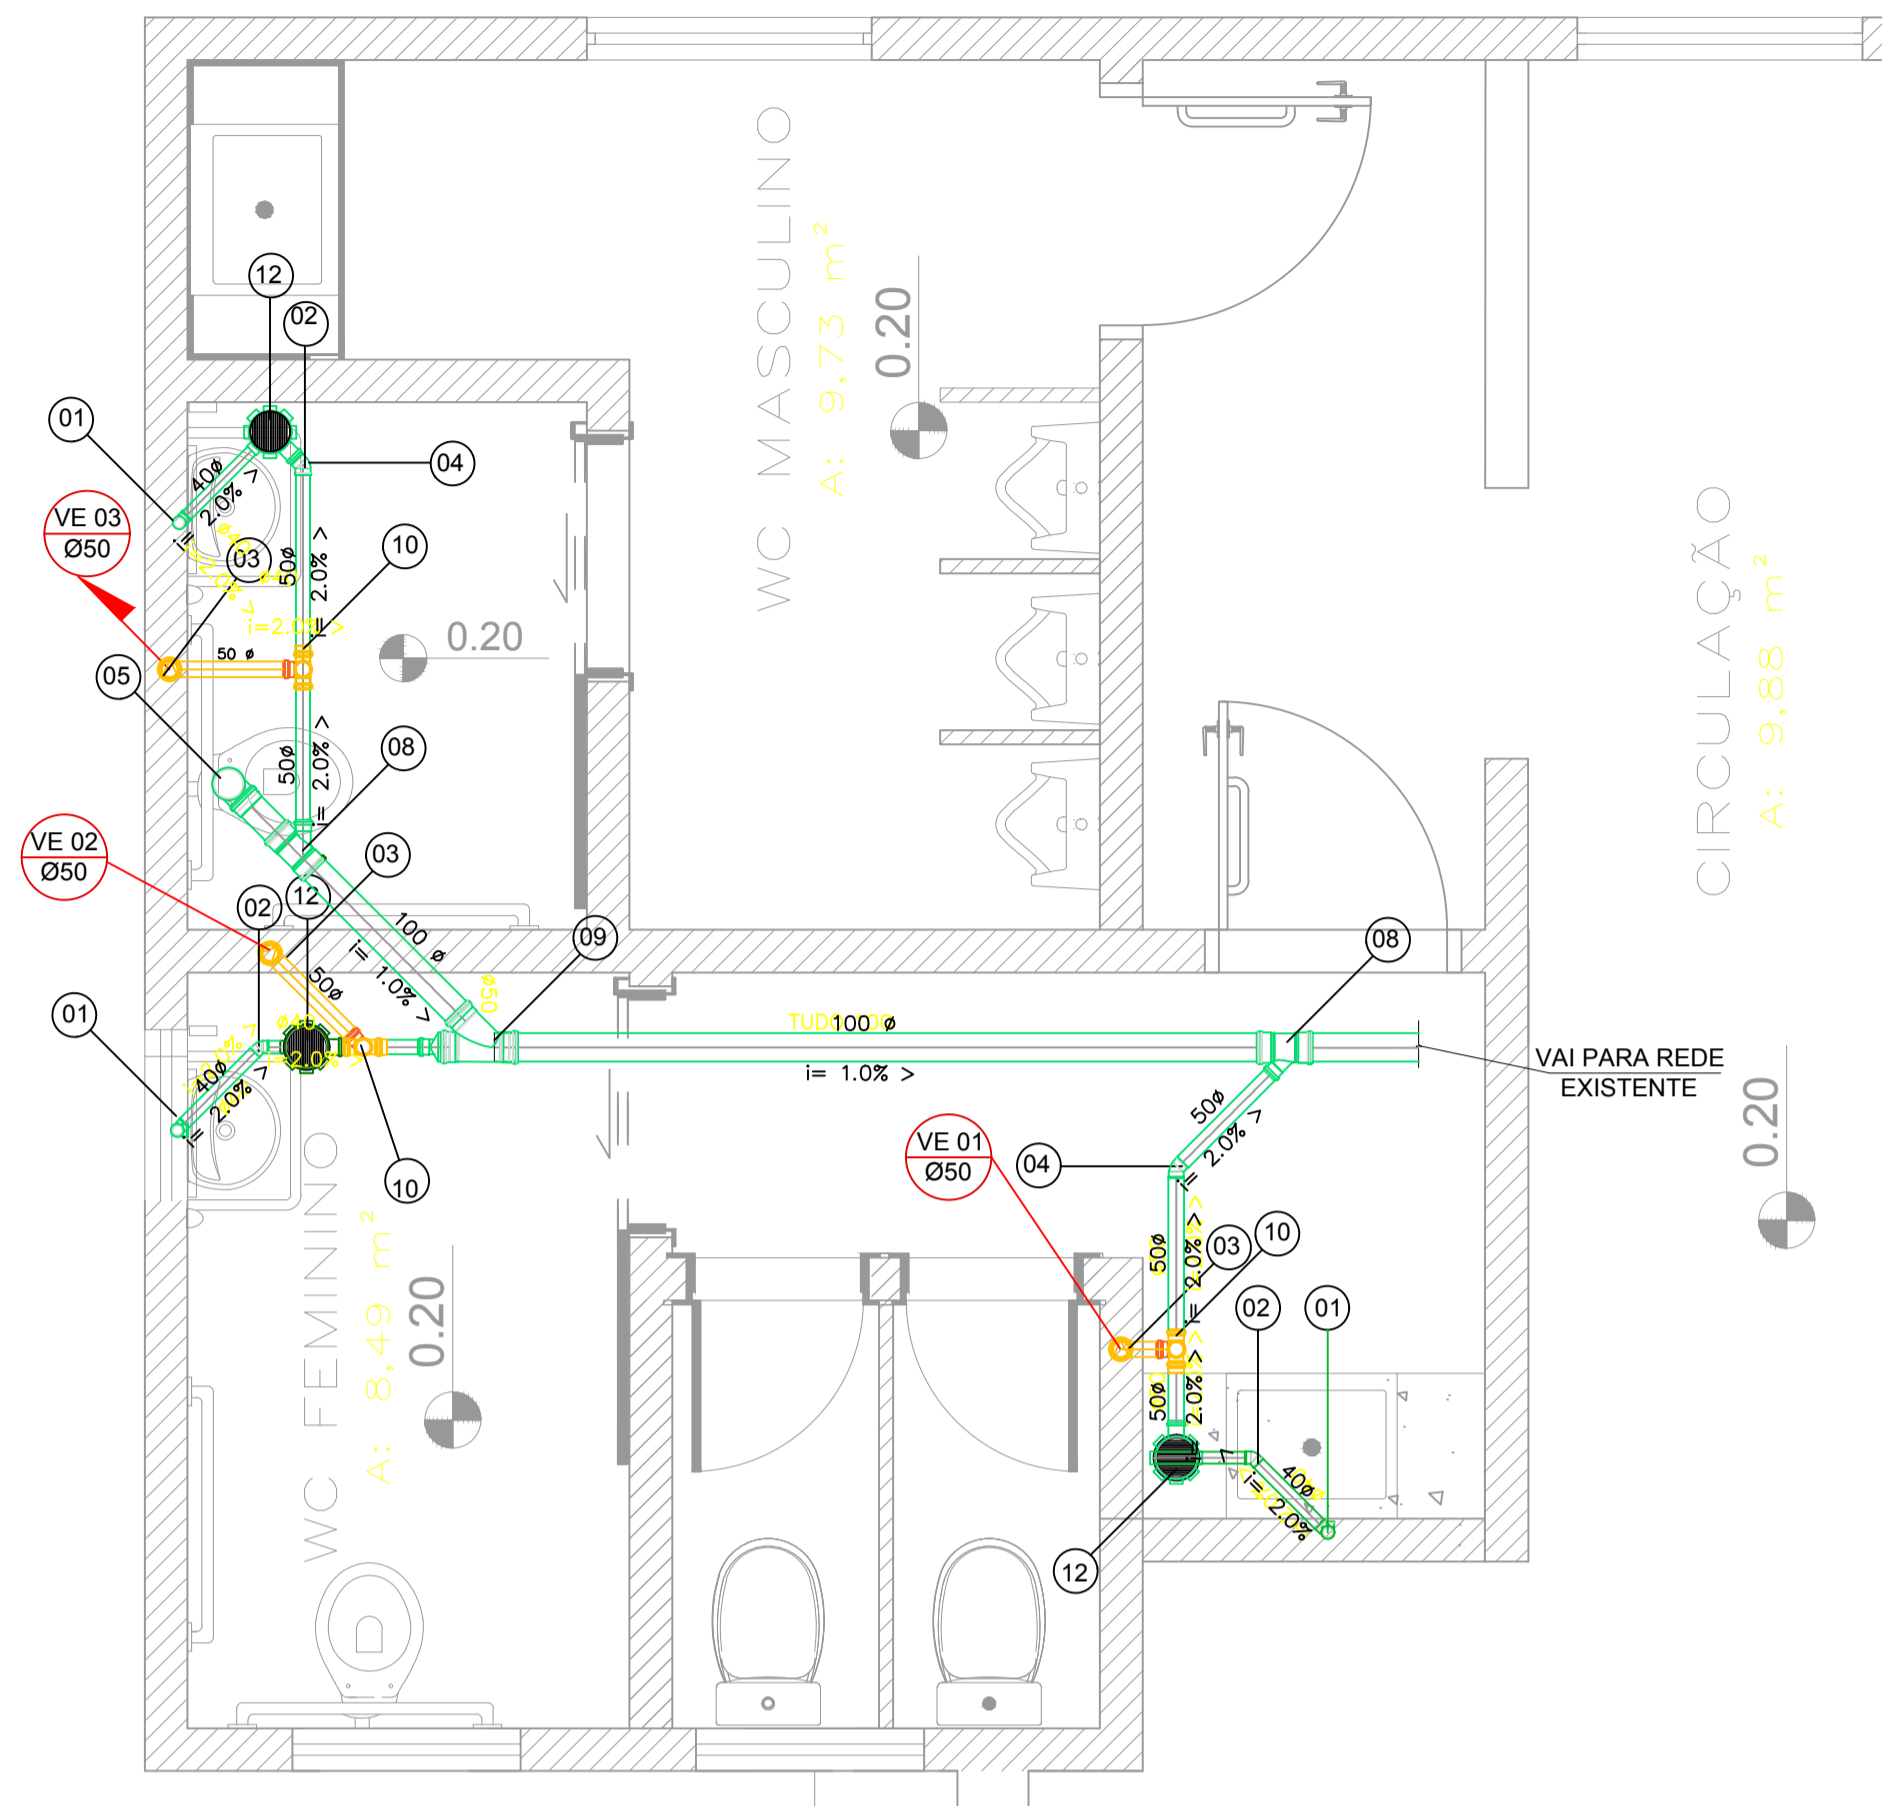 WC MASCULINO
A: 9,73 m²
0.20
12
02
01
04
40ø
i= 2.0% >
VE 03
Ø50
03
10
50ø
i= 2.0% >
i=2.0% >
50 ø
0.20
05
50ø
i= 2.0% >
08
VE 02
Ø50
03
12
02
100 ø
i= 1.0% >
09
ø50
50ø
01
40ø
i= 2.0% >
i=2.0% >
10
100 ø
i= 1.0% >
08
VAI PARA REDE
EXISTENTE
CIRCULAÇÃO
A: 9,88 m²
0.20
VE 01
Ø50
04
50ø
i= 2.0% >
50ø
i= 2.0% >
03
10
02
01
50ø
i= 2.0% >
40ø
i= 2.0%
12
WC FEMININO
A: 8,49 m²
0.20